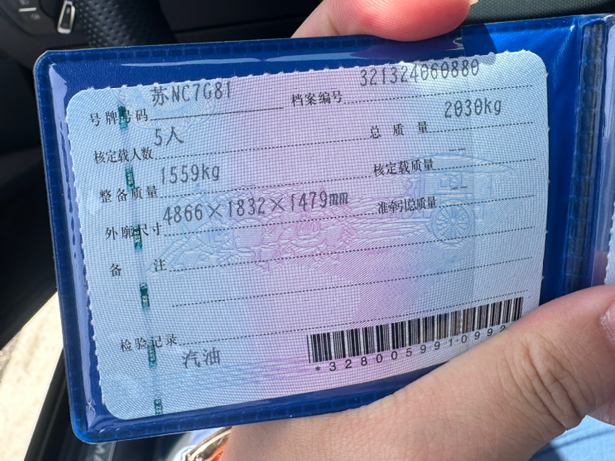 号牌号码 苏NC7G81 档案编号 321324060880
核定载人数 5人 总质量 2030kg
整备质量 1559kg 核定载质量 --
外廓尺寸 4866×1832×1479mm 准牵引总质量 --
备注
检验记录 汽油
*3280059910992